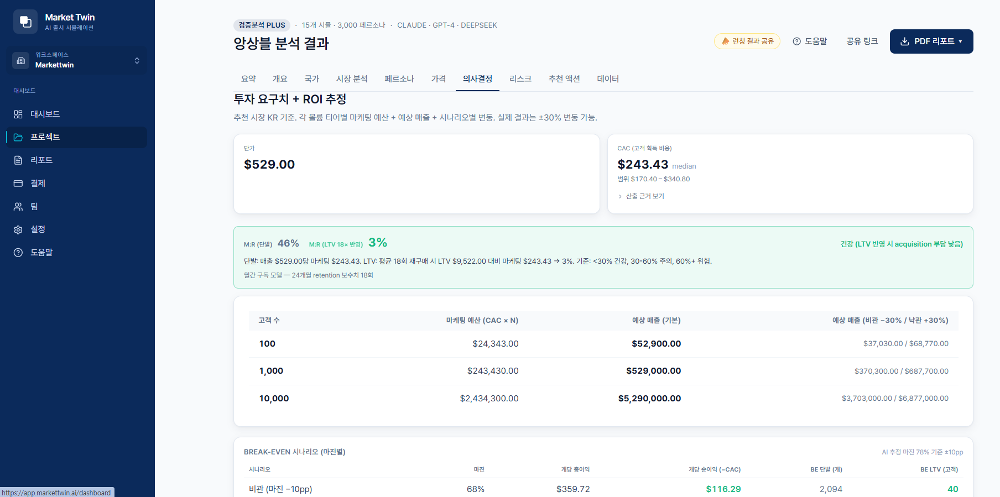 Market Twin
AI 출시 시뮬레이션
워크스페이스
Markettwin
대시보드
대시보드
프로젝트
리포트
결제
팀
설정
도움말
https://app.markettwin.ai/dashboard
검증분석 PLUS · 15개 시뮬 · 3,000 페르소나 · CLAUDE · GPT-4 · DEEPSEEK
앙상블 분석 결과
런칭 결과 공유
도움말
공유 링크
PDF 리포트
요약 개요 국가 시장 분석 페르소나 가격 의사결정 리스크 추천 액션 데이터
투자 요구치 + ROI 추정
추천 시장 KR 기준. 각 볼륨 티어별 마케팅 예산 + 예상 매출 + 시나리오별 변동. 실제 결과는 ±30% 변동 가능.
단가
$529.00
CAC (고객 획득 비용)
$243.43 median
범위 $170.40 – $340.80
산출 근거 보기
M:R (단발) 46% M:R (LTV 18× 반영) 3%
건강 (LTV 반영 시 acquisition 부담 낮음)
단발: 매출 $529.00당 마케팅 $243.43. LTV: 평균 18회 재구매 시 LTV $9,522.00 대비 마케팅 $243.43 → 3%. 기준: <30% 건강, 30-60% 주의, 60%+ 위험.
월간 구독 모델 — 24개월 retention 보수치 18회
고객 수 마케팅 예산 (CAC × N) 예상 매출 (기본) 예상 매출 (비관 −30% / 낙관 +30%)
100 $24,343.00 $52,900.00 $37,030.00 / $68,770.00
1,000 $243,430.00 $529,000.00 $370,300.00 / $687,700.00
10,000 $2,434,300.00 $5,290,000.00 $3,703,000.00 / $6,877,000.00
BREAK-EVEN 시나리오 (마진별) AI 추정 마진 78% 기준 ±10pp
시나리오 마진 개당 총이익 개당 순이익 (−CAC) BE 단발 (개) BE LTV (고객)
비관 (마진 −10pp) 68% $359.72 $116.29 2,094 40